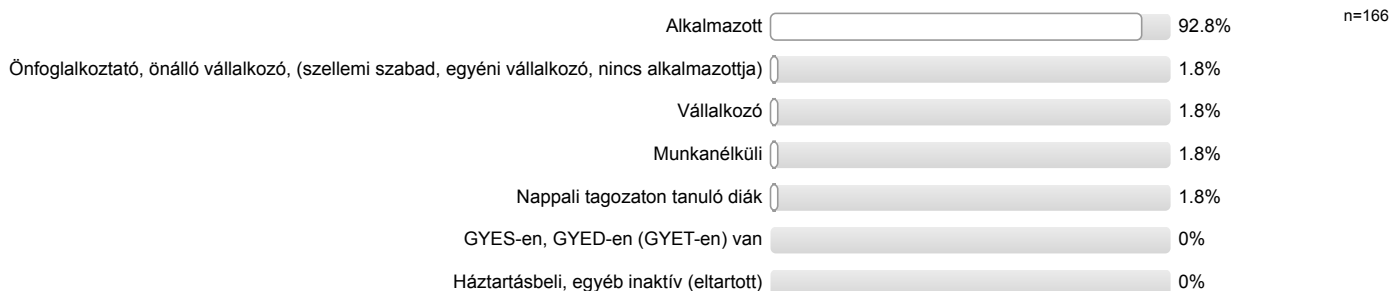 Alkalmazott 92.8% n=166
Önfoglalkoztató, önálló vállalkozó, (szellemi szabad, egyéni vállalkozó, nincs alkalmazottja) 1.8%
Vállalkozó 1.8%
Munkanélküli 1.8%
Nappali tagozaton tanuló diák 1.8%
GYES-en, GYED-en (GYET-en) van 0%
Háztartásbeli, egyéb inaktív (eltartott) 0%